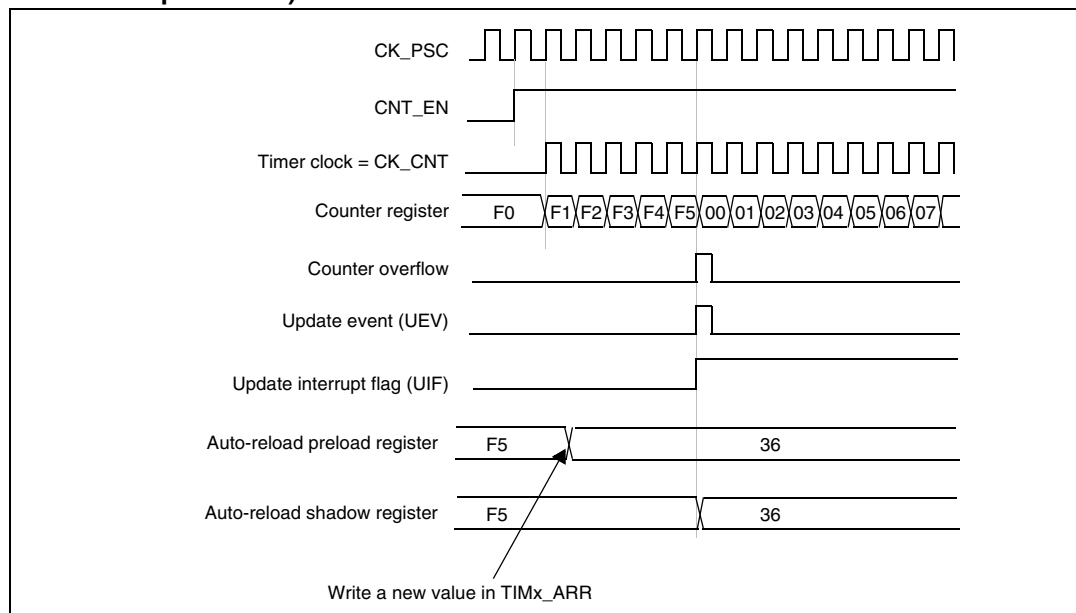 CK_PSC
CNT_EN
Timer clock = CK_CNT
Counter register F0 F1 F2 F3 F4 F5 00 01 02 03 04 05 06 07
Counter overflow
Update event (UEV)
Update interrupt flag (UIF)
Auto-reload preload register F5 36
Auto-reload shadow register F5 36
Write a new value in TIMx_ARR